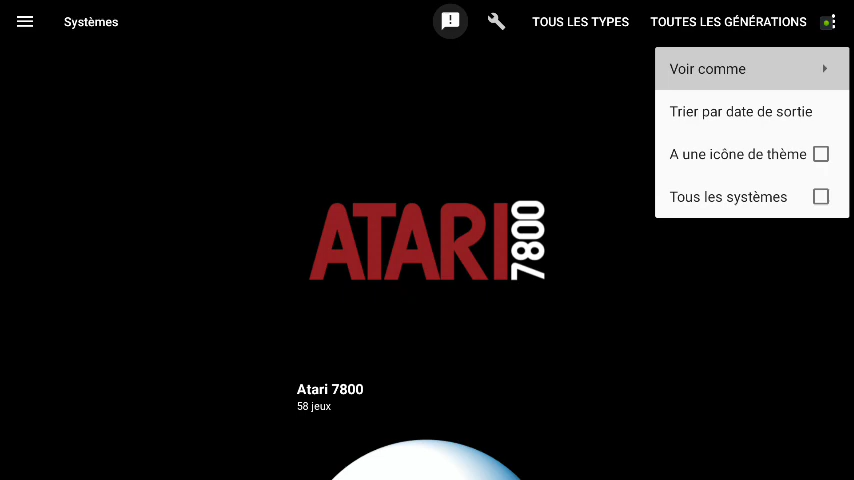 Systèmes
TOUS LES TYPES
TOUTES LES GÉNÉRATIONS
Voir comme
Trier par date de sortie
A une icône de thème
Tous les systèmes
ATARI 7800
Atari 7800
58 jeux